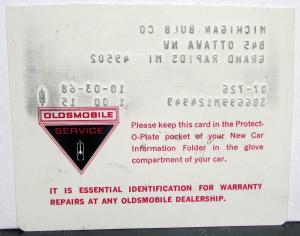 MICHIGAN BULB CO
845 OTTAWA NW
GRAND RAPIDS MI 49502
07-726 10-03-68
386699M124949 1 00 15
OLDSMOBILE
SERVICE
Please keep this card in the Protect-
O-Plate pocket of your New Car
Information Folder in the glove
compartment of your car.
IT IS ESSENTIAL IDENTIFICATION FOR WARRANTY
REPAIRS AT ANY OLDSMOBILE DEALERSHIP.